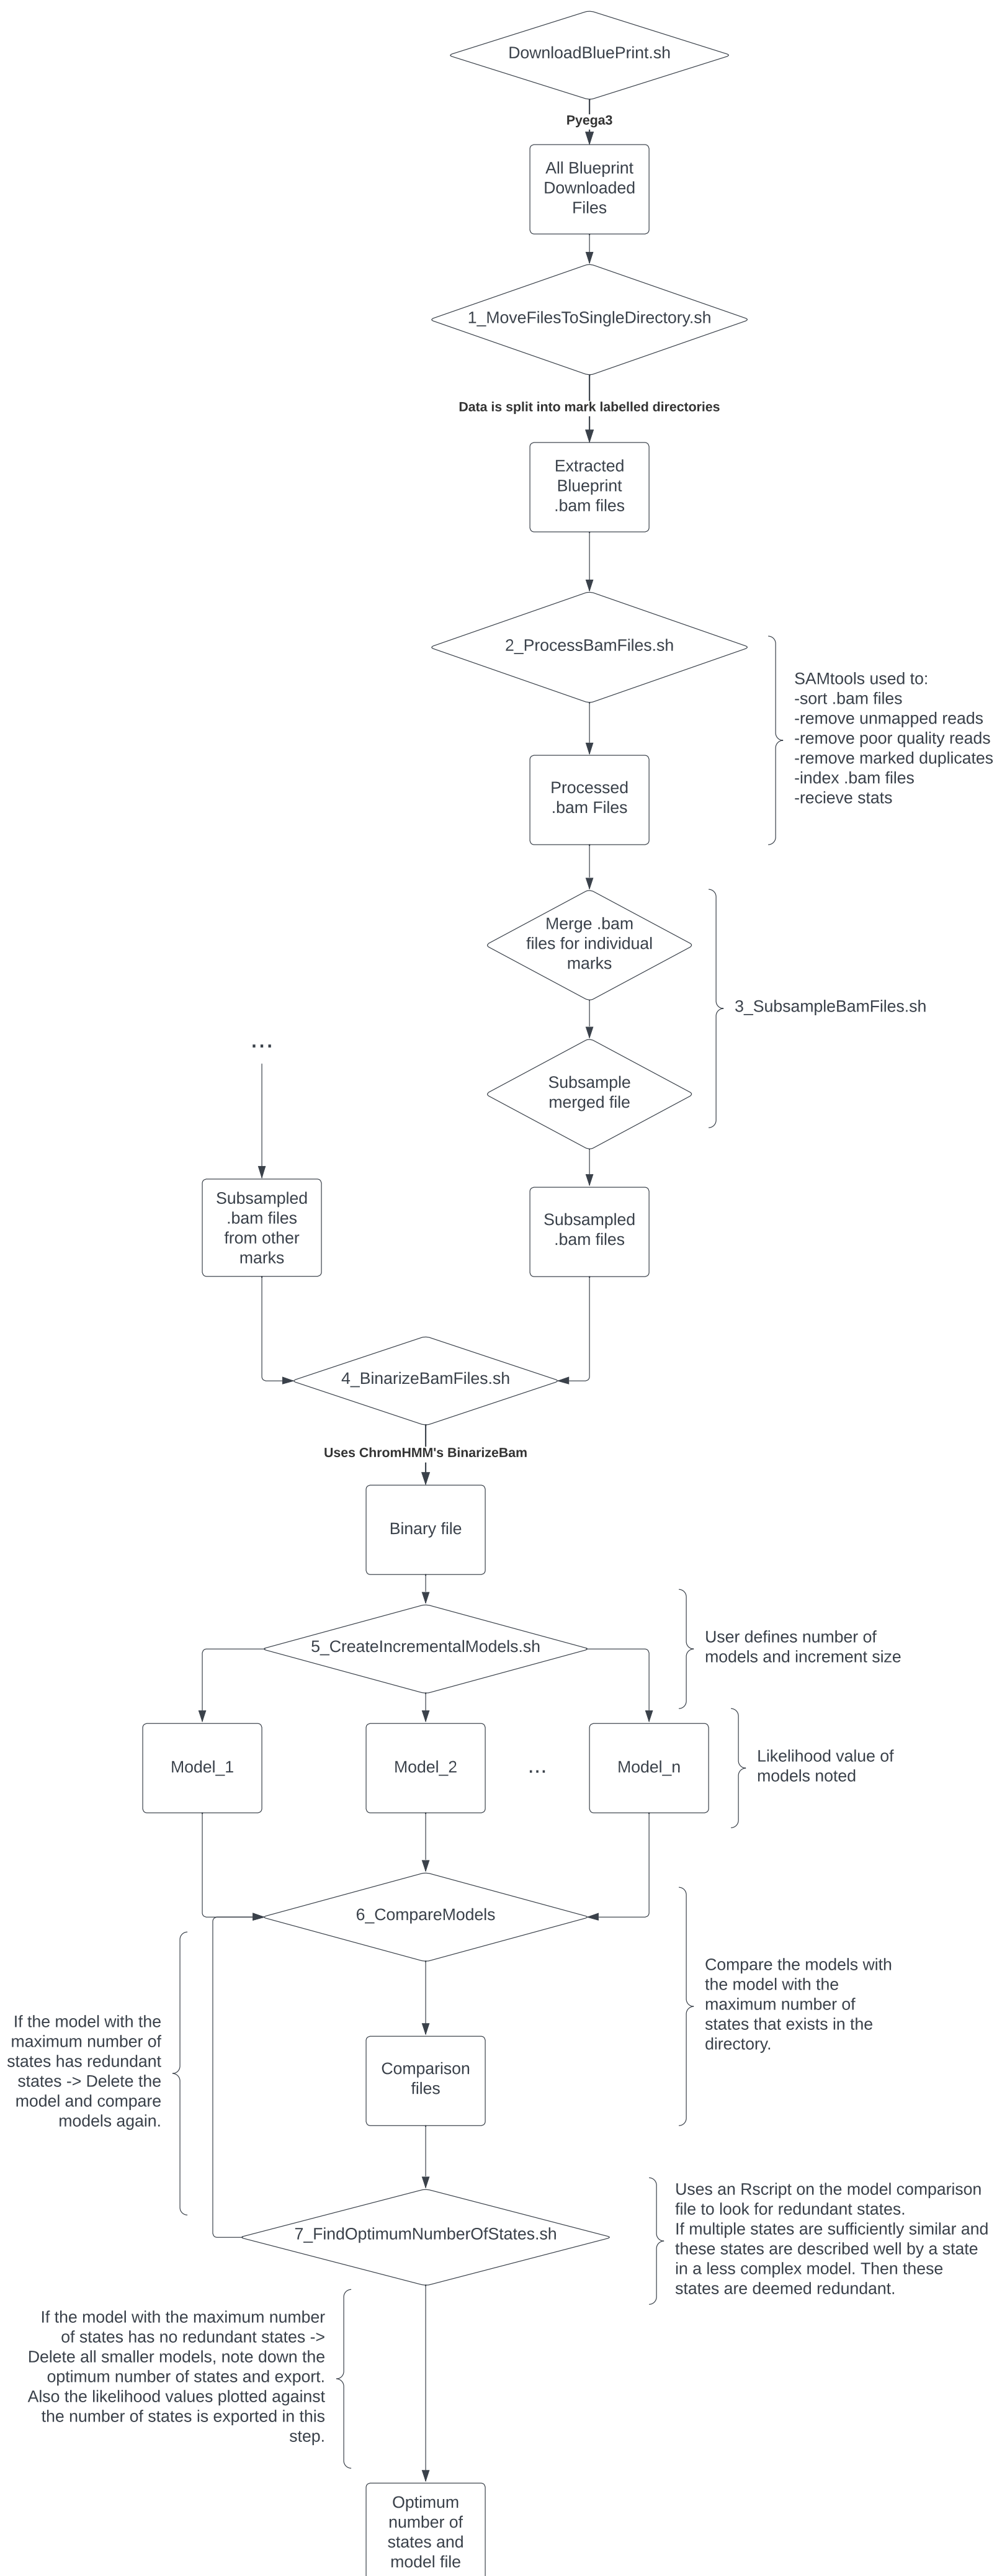 DownloadBluePrint.sh
Pyega3
All Blueprint
Downloaded
Files
1_MoveFilesToSingleDirectory.sh
Data is split into mark labelled directories
Extracted
Blueprint
.bam files
2_ProcessBamFiles.sh
SAMtools used to:
-sort .bam files
-remove unmapped reads
-remove poor quality reads
-remove marked duplicates
-index .bam files
-recieve stats
Processed
.bam Files
Merge .bam
files for individual
marks
3_SubsampleBamFiles.sh
...
Subsample
merged file
Subsampled
.bam files
from other
marks
Subsampled
.bam files
4_BinarizeBamFiles.sh
Uses ChromHMM's BinarizeBam
Binary file
5_CreateIncrementalModels.sh
User defines number of
models and increment size
Model_1
Model_2
...
Model_n
Likelihood value of
models noted
6_CompareModels
Compare the models with
the model with the
maximum number of
states that exists in the
directory.
If the model with the
maximum number of
states has redundant
states -> Delete the
model and compare
models again.
Comparison
files
7_FindOptimumNumberOfStates.sh
Uses an Rscript on the model comparison
file to look for redundant states.
If multiple states are sufficiently similar and
these states are described well by a state
in a less complex model. Then these
states are deemed redundant.
If the model with the maximum number
of states has no redundant states ->
Delete all smaller models, note down the
optimum number of states and export.
Also the likelihood values plotted against
the number of states is exported in this
step.
Optimum
number of
states and
model file